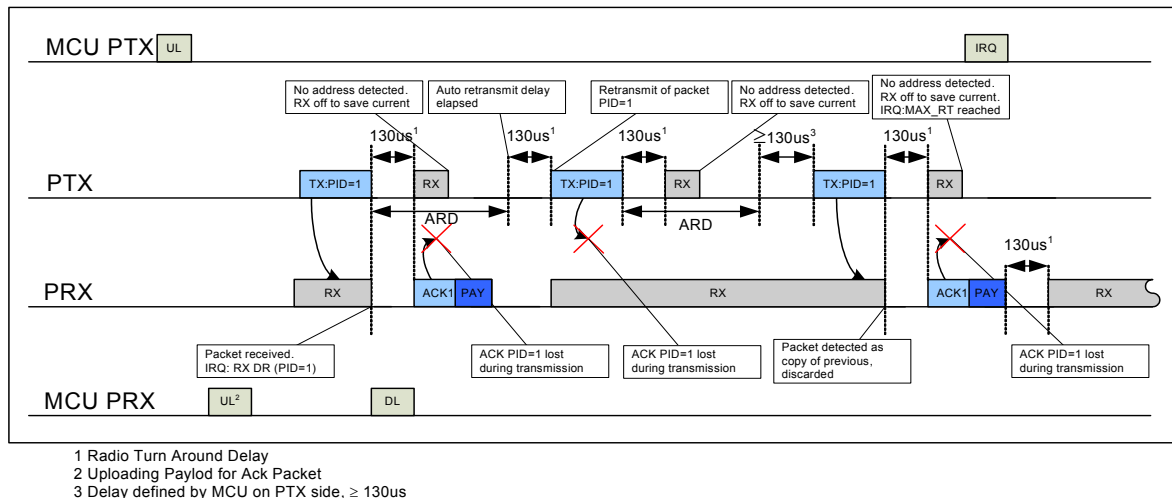 MCU PTX
UL
IRQ
No address detected.
RX off to save current
Auto retransmit delay
elapsed
Retransmit of packet
PID=1
No address detected.
RX off to save current
No address detected.
RX off to save current.
IRQ:MAX_RT reached
130us1
130us1
130us1
≥130us3
130us1
PTX
TX:PID=1
RX
TX:PID=1
RX
TX:PID=1
RX
ARD
ARD
130us1
PRX
RX
ACK1
PAY
RX
ACK1
PAY
RX
Packet received.
IRQ: RX DR (PID=1)
ACK PID=1 lost
during transmission
ACK PID=1 lost
during transmission
Packet detected as
copy of previous,
discarded
ACK PID=1 lost
during transmission
MCU PRX
UL2
DL
1 Radio Turn Around Delay
2 Uploading Paylod for Ack Packet
3 Delay defined by MCU on PTX side, ≥ 130us